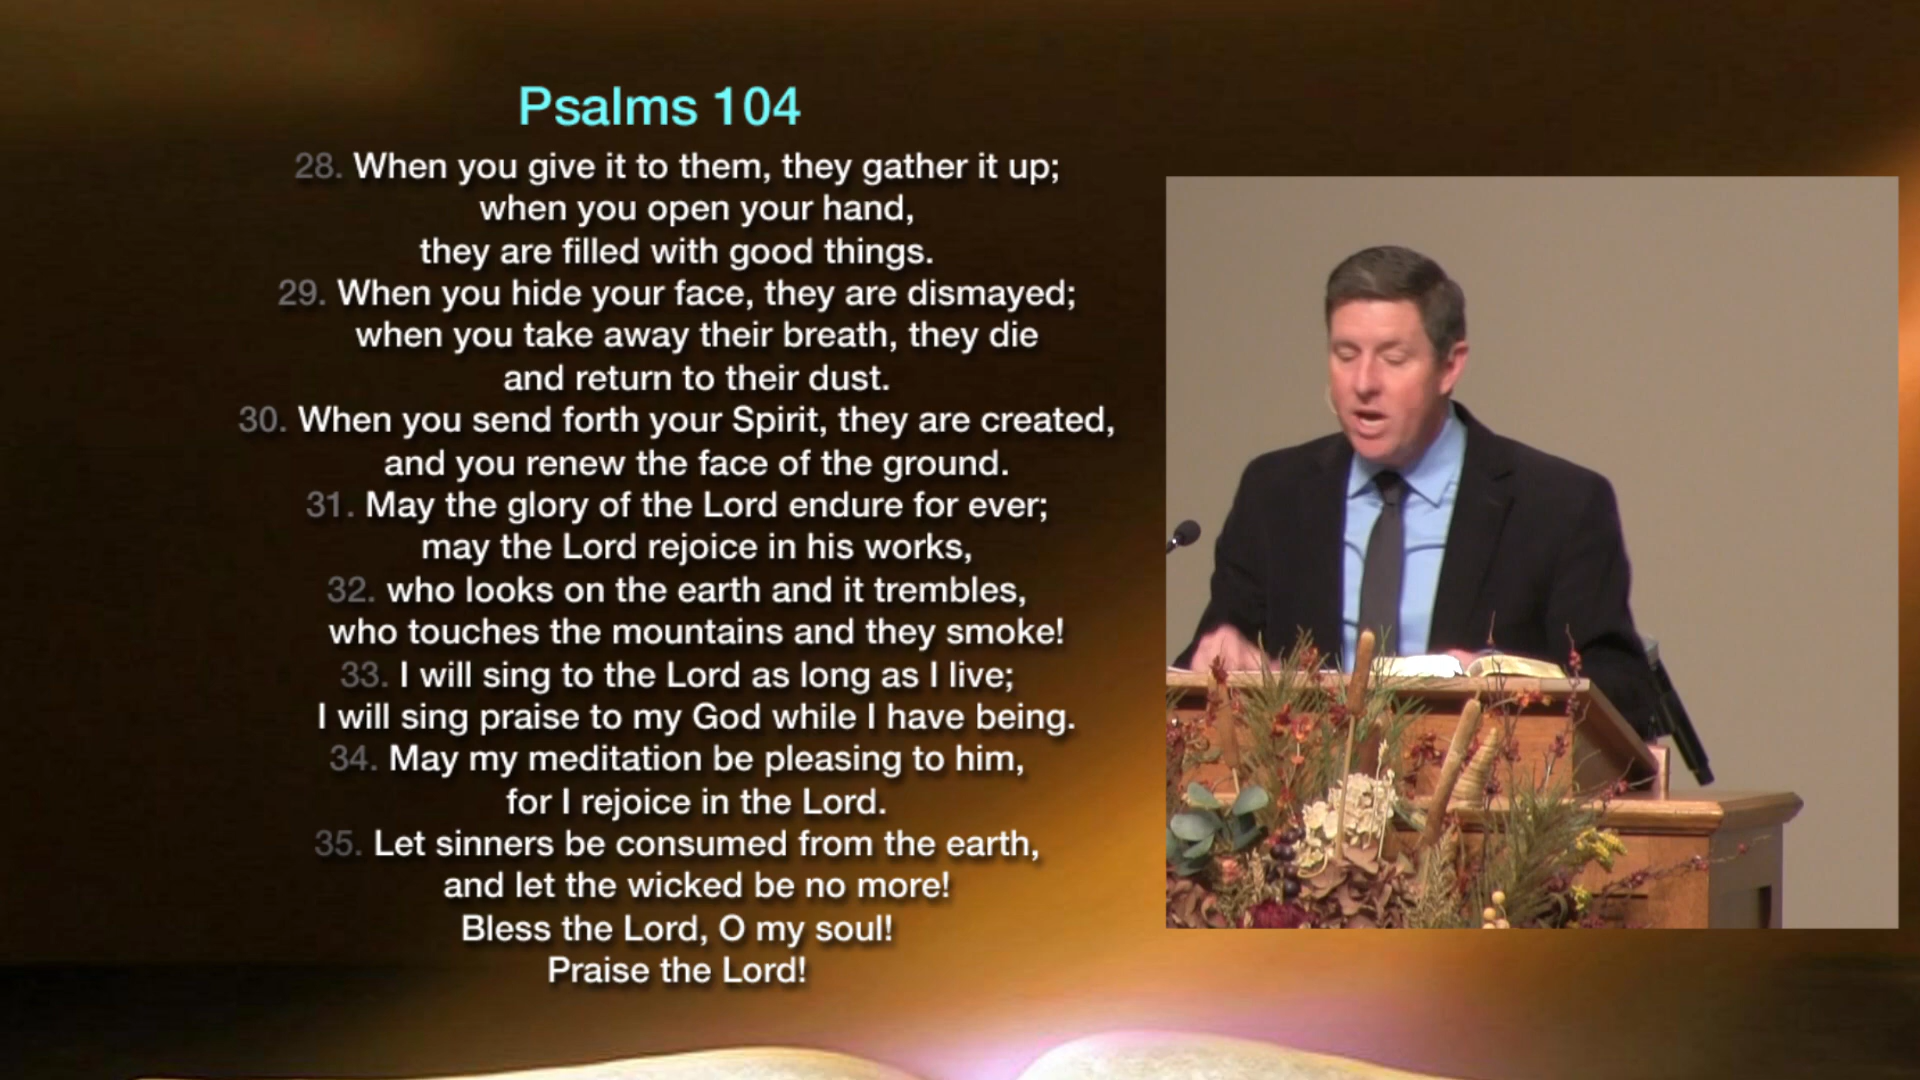 Psalms 104
28. When you give it to them, they gather it up;
when you open your hand,
they are filled with good things.
29. When you hide your face, they are dismayed;
when you take away their breath, they die
and return to their dust.
30. When you send forth your Spirit, they are created,
and you renew the face of the ground.
31. May the glory of the Lord endure for ever;
may the Lord rejoice in his works,
32. who looks on the earth and it trembles,
who touches the mountains and they smoke!
33. I will sing to the Lord as long as I live;
I will sing praise to my God while I have being.
34. May my meditation be pleasing to him,
for I rejoice in the Lord.
35. Let sinners be consumed from the earth,
and let the wicked be no more!
Bless the Lord, O my soul!
Praise the Lord!